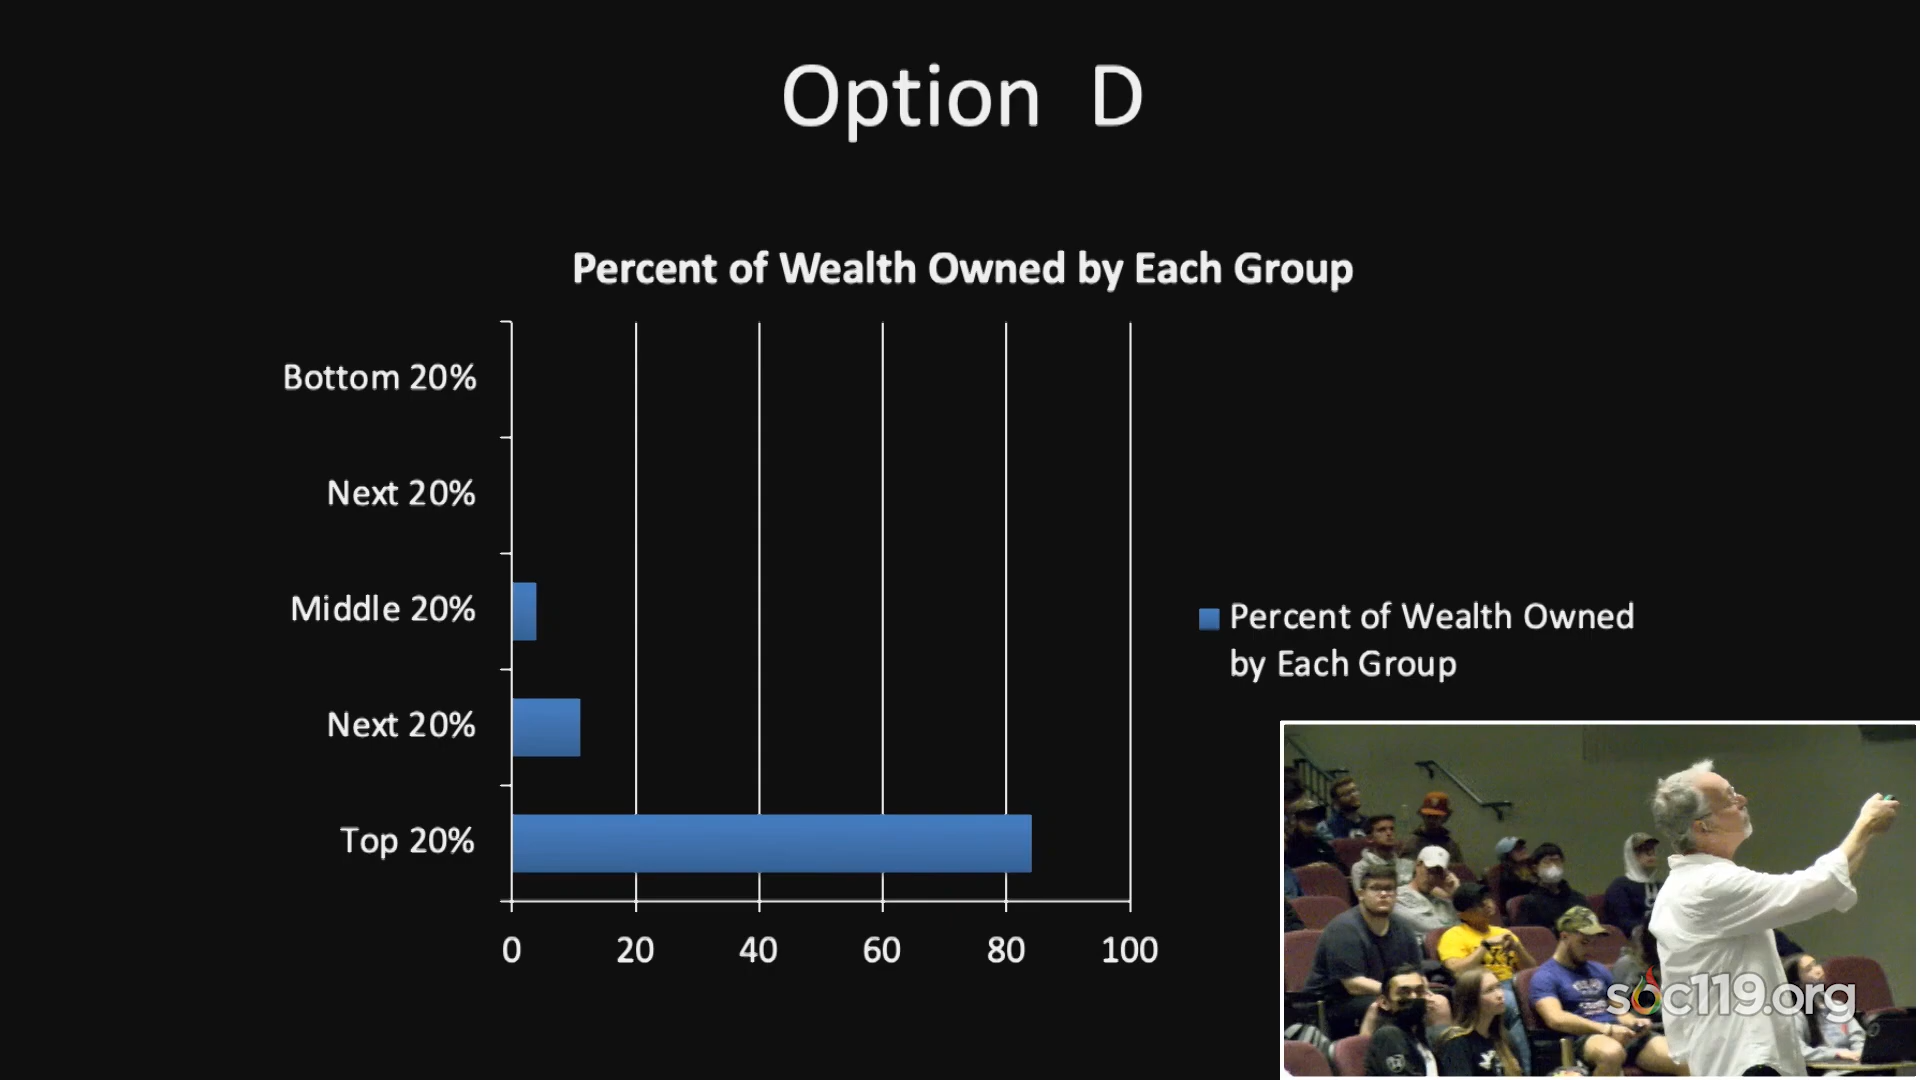 Option D
Percent of Wealth Owned by Each Group
Bottom 20%
Next 20%
Middle 20%
Next 20%
Top 20%
0 20 40 60 80 100
Percent of Wealth Owned
by Each Group
soc119.org